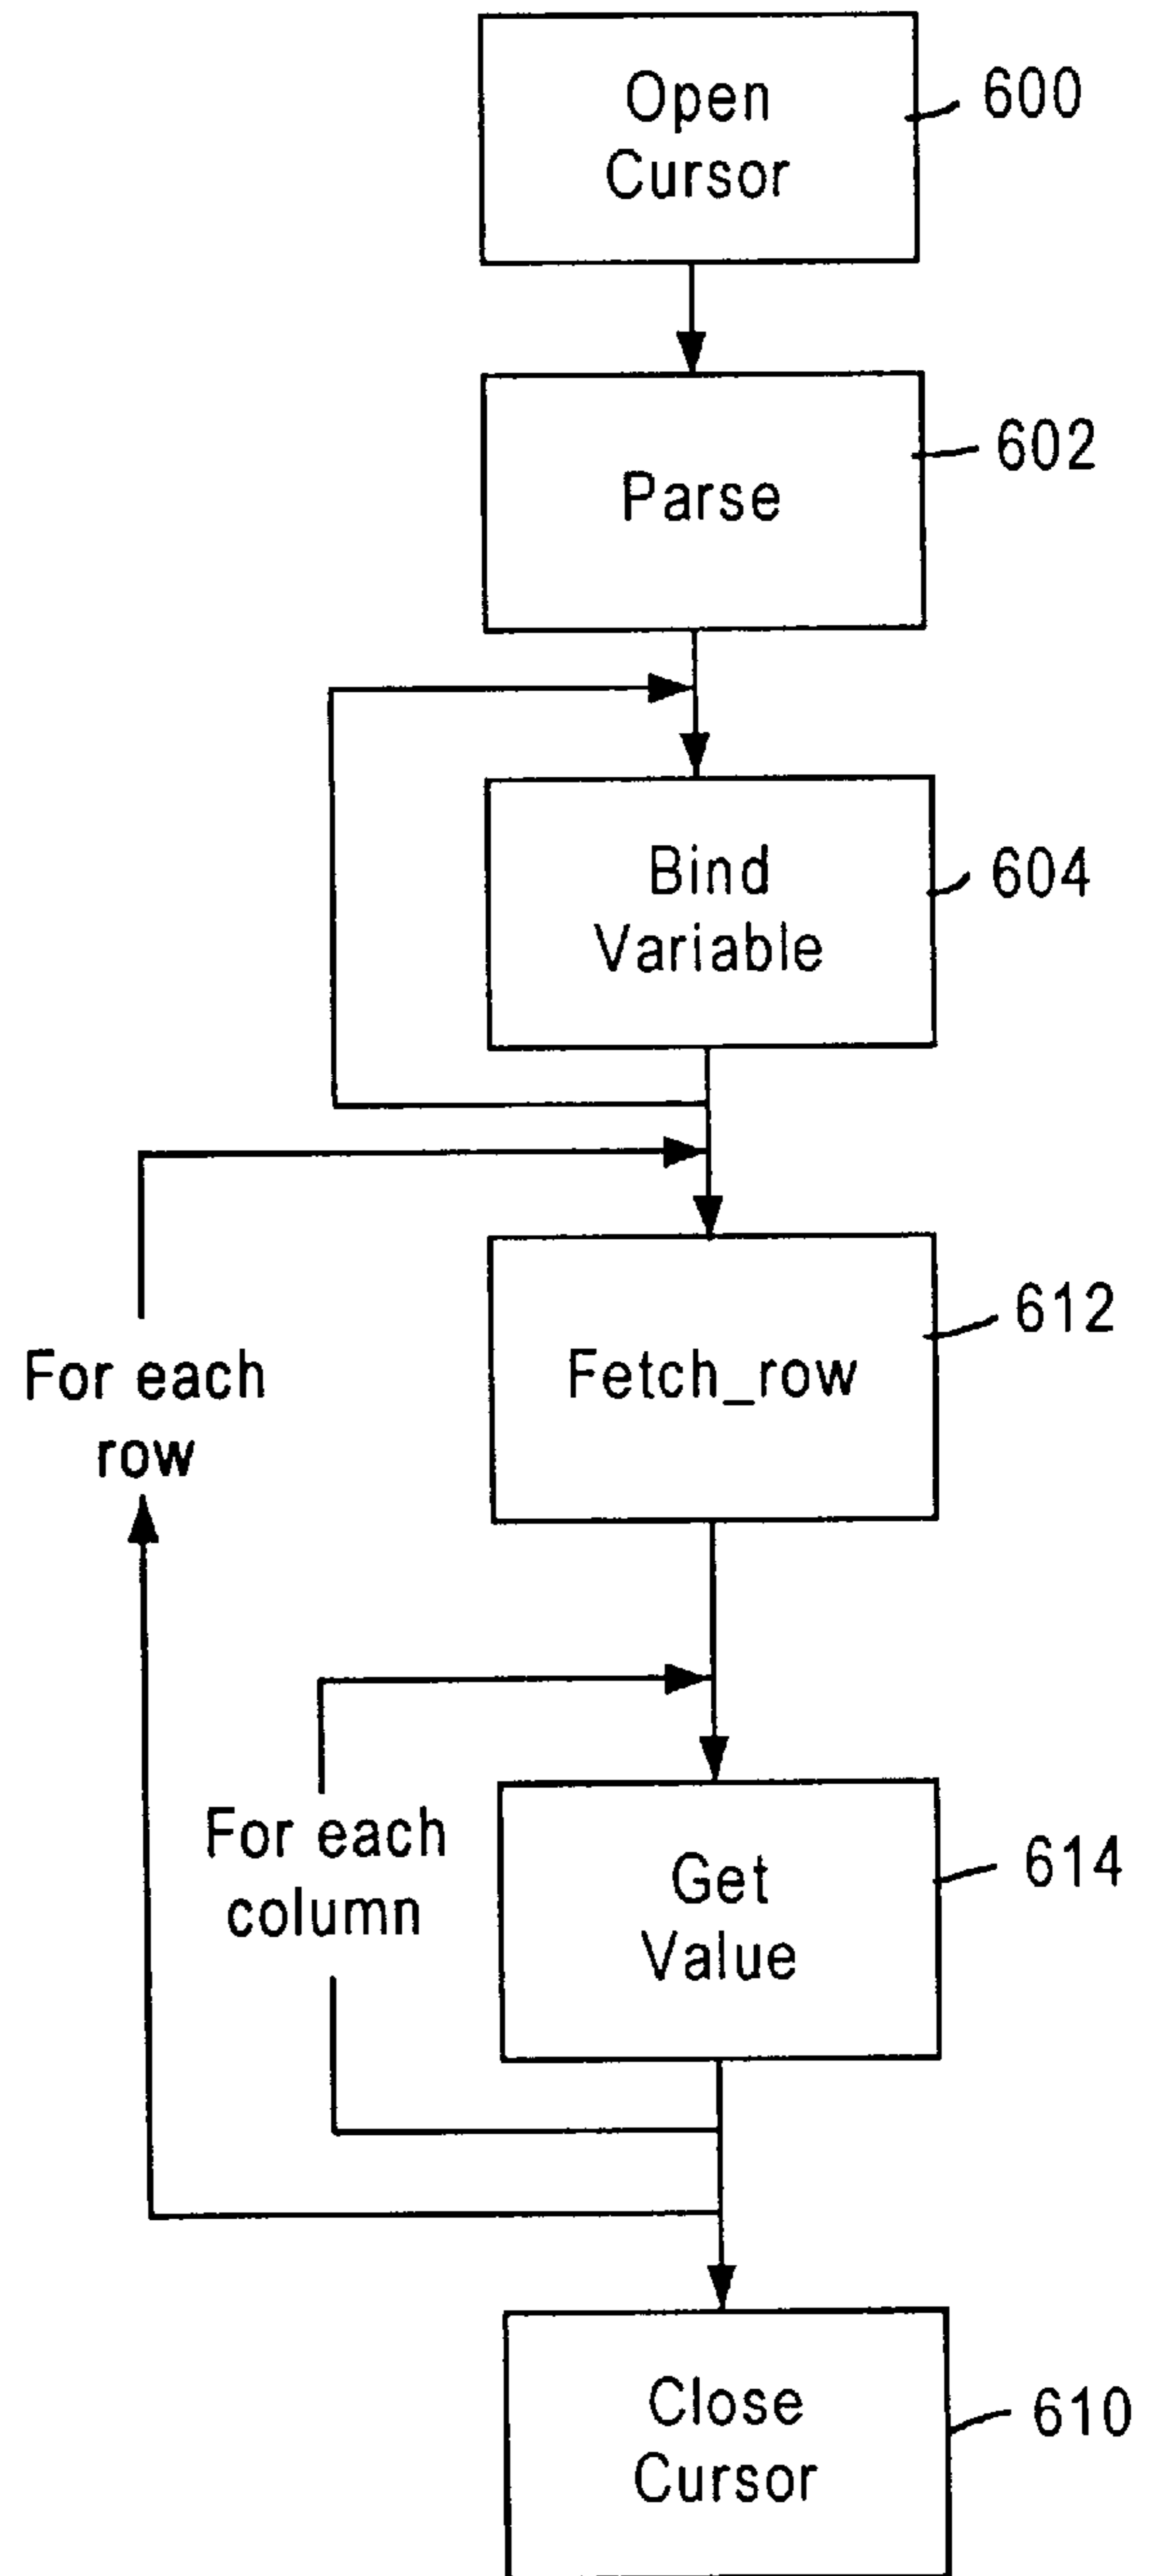 Open
Cursor
600
Parse
602
Bind
Variable
604
For each
row
Fetch_row
612
For each
column
Get
Value
614
Close
Cursor
610